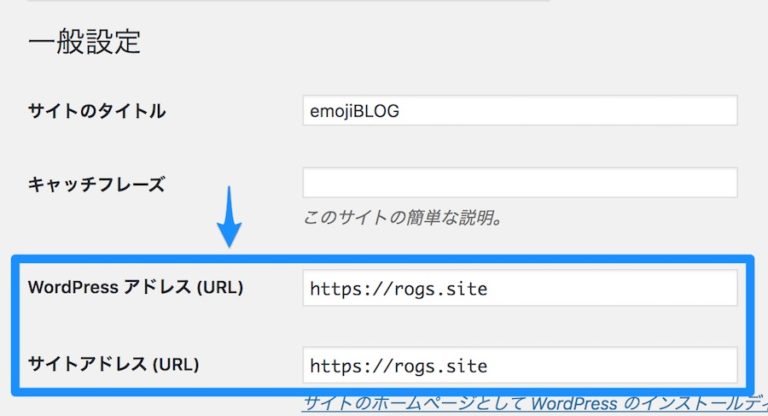 一般設定
サイトのタイトル emojiBLOG
キャッチフレーズ
このサイトの簡単な説明。
WordPress アドレス (URL) https://rogs.site
サイトアドレス (URL) https://rogs.site
サイトのホームページとして WordPress のインストールディ